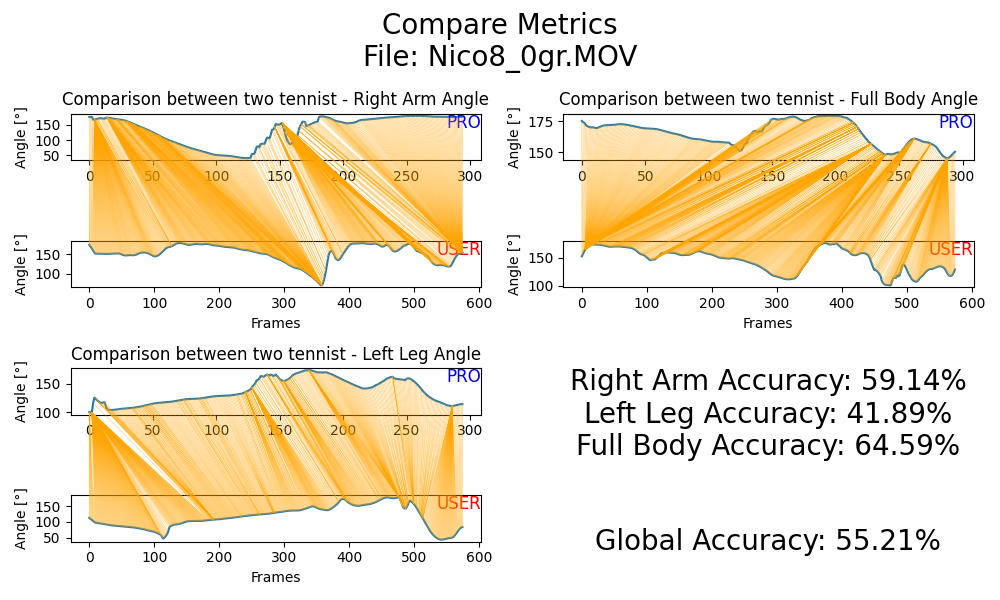 Compare Metrics
File: Nico8_0gr.MOV
Comparison between two tennist - Right Arm Angle
Angle [°]
150
100
50
PRO
0 50 100 150 200 250 300
Angle [°]
150
100
USER
0 100 200 300 400 500 600
Frames
Comparison between two tennist - Full Body Angle
Angle [°]
175
150
PRO
0 50 100 150 200 250 300
Angle [°]
150
100
USER
0 100 200 300 400 500 600
Frames
Comparison between two tennist - Left Leg Angle
Angle [°]
150
100
PRO
0 50 100 150 200 250 300
Angle [°]
150
100
50
USER
0 100 200 300 400 500 600
Frames
Right Arm Accuracy: 59.14%
Left Leg Accuracy: 41.89%
Full Body Accuracy: 64.59%
Global Accuracy: 55.21%